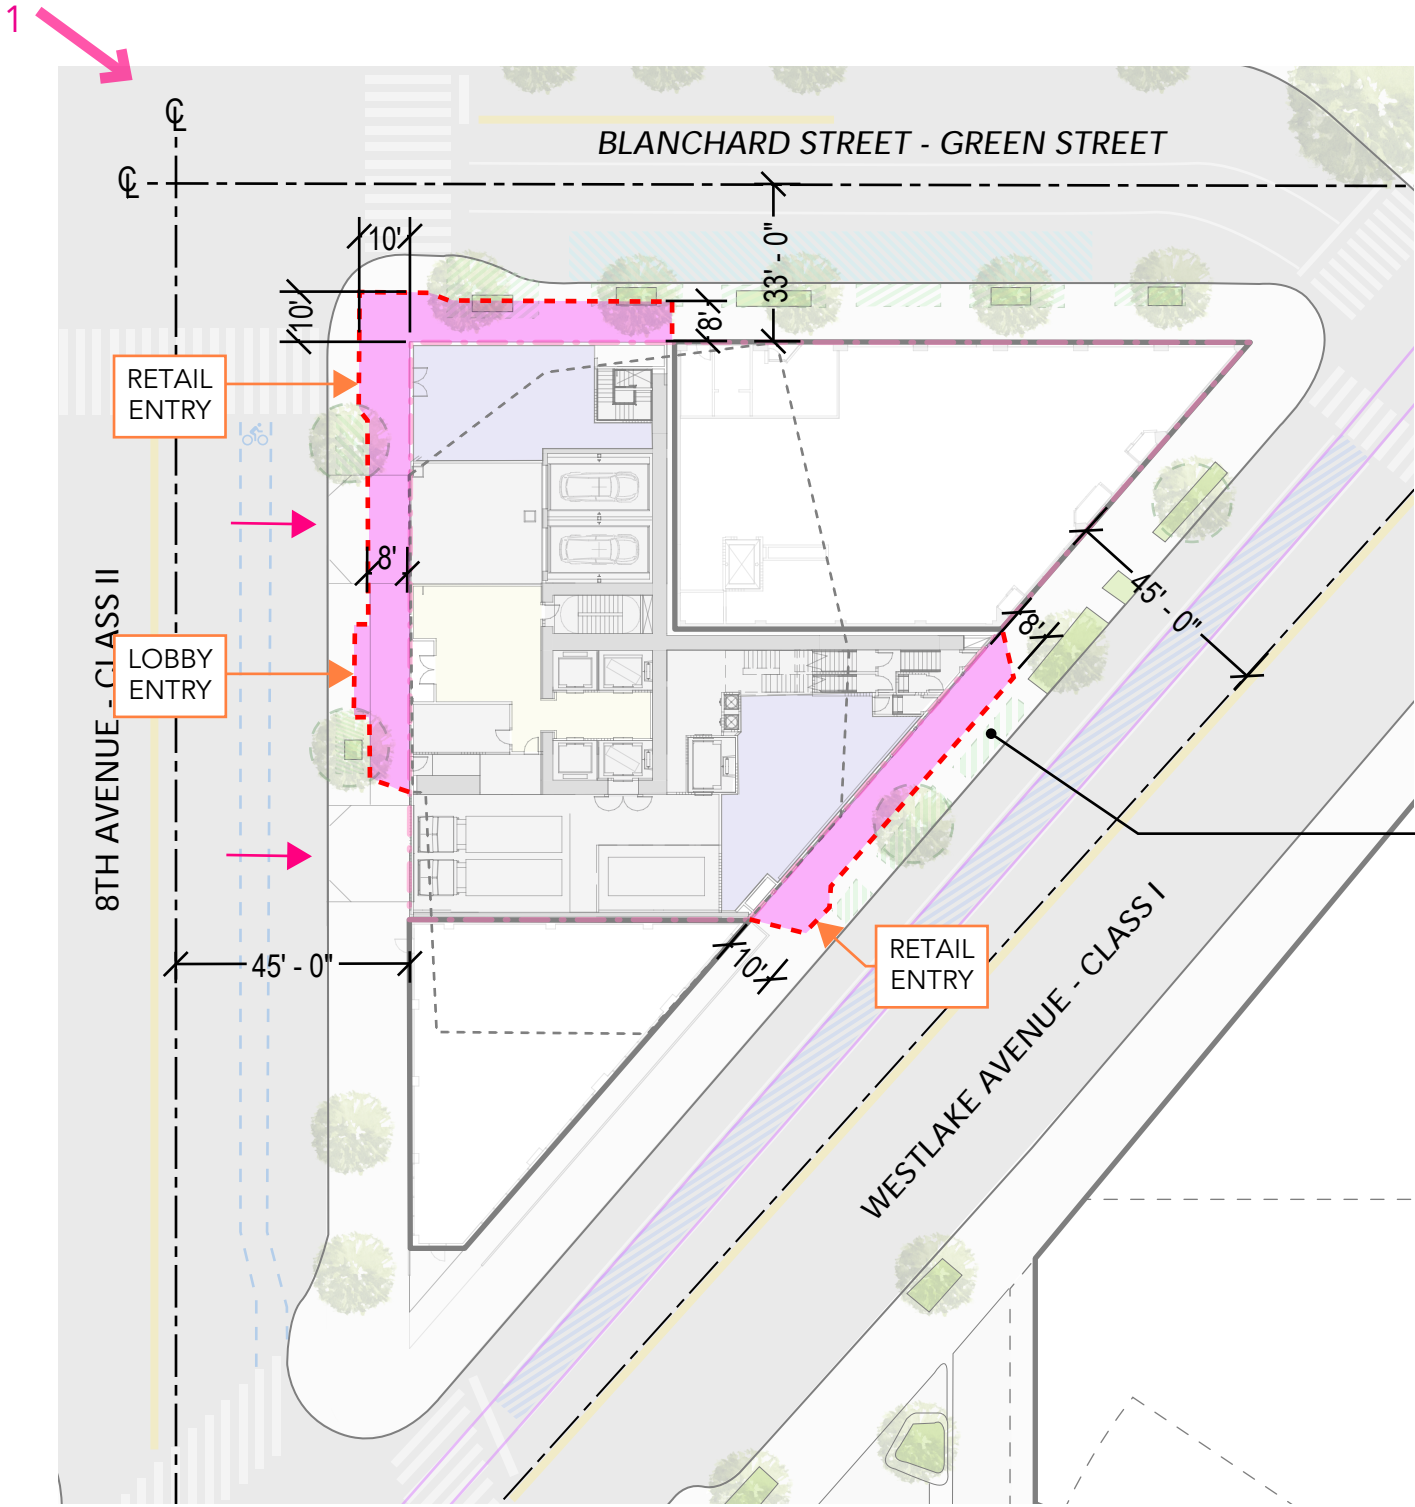 1
℄
BLANCHARD STREET - GREEN STREET
℄
10'
33' - 0"
10'
8'
RETAIL
ENTRY
8'
8TH AVENUE - CLASS II
45' - 0"
8'
LOBBY
ENTRY
RETAIL
ENTRY
10'
45' - 0"
WESTLAKE AVENUE - CLASS I